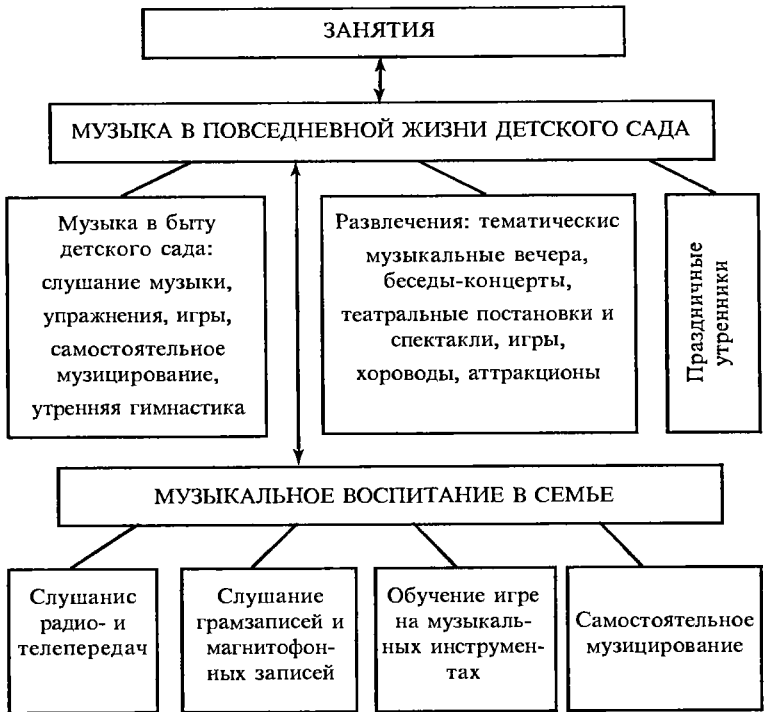 ЗАНЯТИЯ
МУЗЫКА В ПОВСЕДНЕВНОЙ ЖИЗНИ ДЕТСКОГО САДА
Музыка в быту
детского сада:
слушание музыки,
упражнения, игры,
самостоятельное
музицирование,
утренняя гимнастика
Развлечения: тематическис
музыкальные вечера,
беседы-концерты,
театральные постановки и
спектакли, игры,
хороводы, аттракционы
Праздничные
утренники
МУЗЫКАЛЬНОЕ ВОСПИТАНИЕ В СЕМЬЕ
Слушанис
радио- и
телепередач
Слушание
грамзаписей и
магнитофон-
ных записей
Обучение игре
на музыкаль-
ных инструмен-
тах
Самостоятельное
музицирование